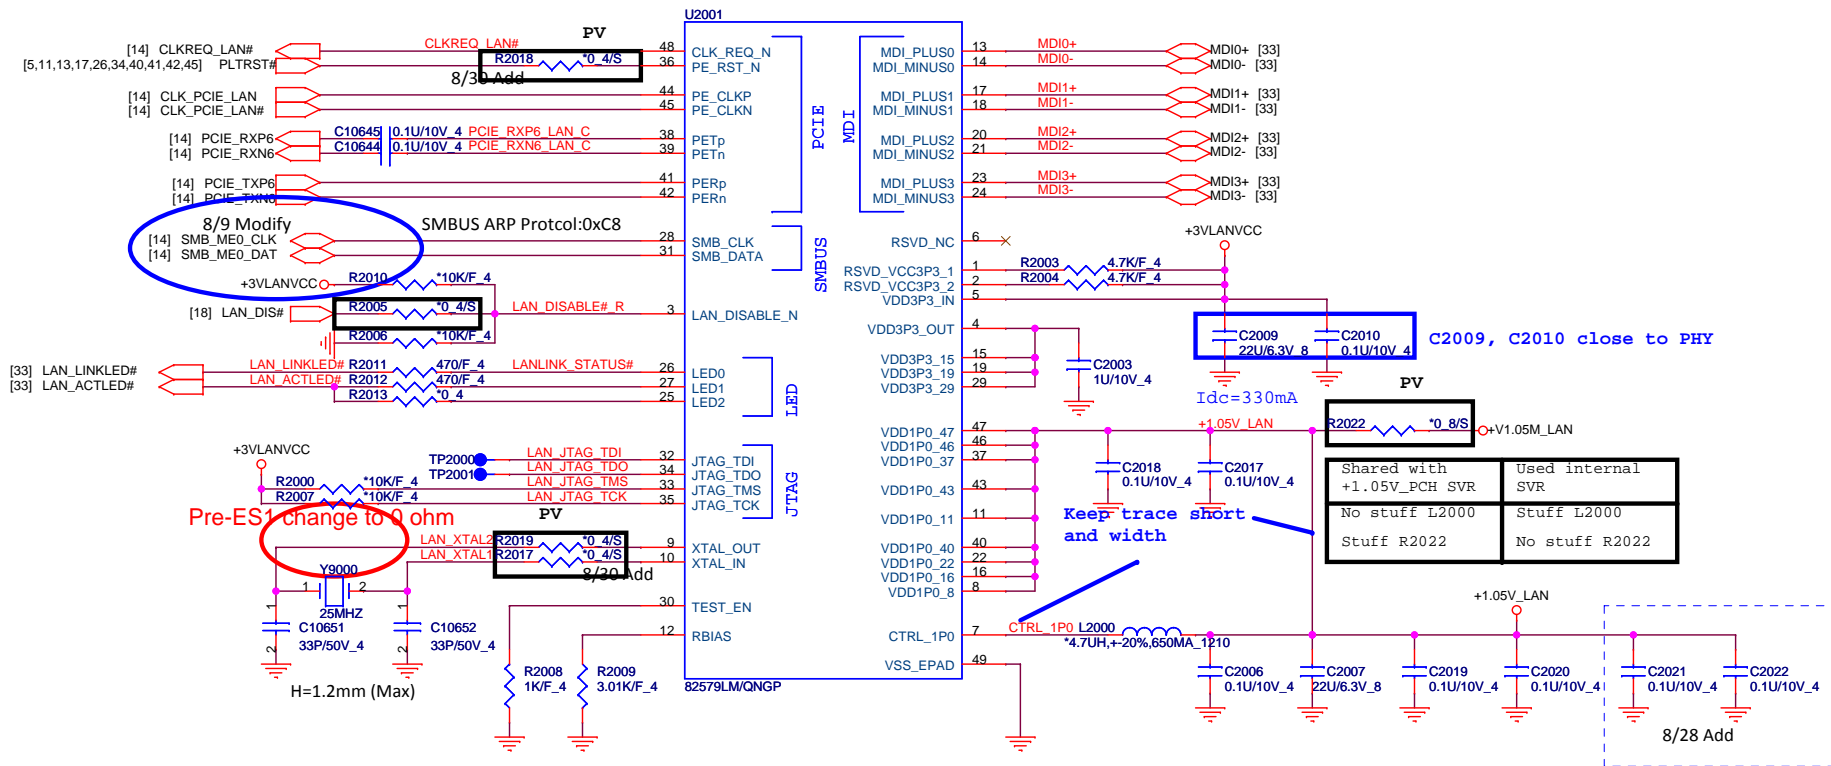 U2001
PV
[14] CLKREQ_LAN# CLKREQ_LAN# 48 CLK_REQ_N
[5,11,13,17,26,34,40,41,42,45] PLTRST# R2018 *0_4/S 36 PE_RST_N
8/30 Add
[14] CLK_PCIE_LAN 44 PE_CLKP
[14] CLK_PCIE_LAN# 45 PE_CLKN
[14] PCIE_RXP6 C10645 0.1U/10V_4 PCIE_RXP6_LAN_C 38 PETp
[14] PCIE_RXN6 C10644 0.1U/10V_4 PCIE_RXN6_LAN_C 39 PETn
[14] PCIE_TXP6 41 PERp
[14] PCIE_TXN6 42 PERn
PCIE
8/9 Modify
SMBUS ARP Protcol:0xC8
[14] SMB_ME0_CLK 28 SMB_CLK
[14] SMB_ME0_DAT 31 SMB_DATA
SMBUS
+3VLANVCC R2010 *10K/F_4
[18] LAN_DIS# R2005 *0_4/S LAN_DISABLE#_R 3 LAN_DISABLE_N
R2006 *10K/F_4
[33] LAN_LINKLED# LAN_LINKLED# R2011 470/F_4 LANLINK_STATUS# 26 LED0
[33] LAN_ACTLED# LAN_ACTLED# R2012 470/F_4 27 LED1
R2013 *0_4 25 LED2
LED
+3VLANVCC
TP2000 LAN_JTAG_TDI 32 JTAG_TDI
TP2001 LAN_JTAG_TDO 34 JTAG_TDO
R2000 *10K/F_4 LAN_JTAG_TMS 33 JTAG_TMS
R2007 *10K/F_4 LAN_JTAG_TCK 35 JTAG_TCK
JTAG
Pre-ES1 change to 0 ohm
PV
LAN_XTAL2 R2019 *0_4/S 9 XTAL_OUT
LAN_XTAL1 R2017 *0_4/S 10 XTAL_IN
8/30 Add
Y9000
1 2
25MHZ
1 C10651 33P/50V_4 2
1 C10652 33P/50V_4 2
H=1.2mm (Max)
30 TEST_EN
12 RBIAS
R2008
1K/F_4
R2009
3.01K/F_4
82579LM/QNGP
MDI
MDI_PLUS0 13 MDI0+ MDI0+ [33]
MDI_MINUS0 14 MDI0- MDI0- [33]
MDI_PLUS1 17 MDI1+ MDI1+ [33]
MDI_MINUS1 18 MDI1- MDI1- [33]
MDI_PLUS2 20 MDI2+ MDI2+ [33]
MDI_MINUS2 21 MDI2- MDI2- [33]
MDI_PLUS3 23 MDI3+ MDI3+ [33]
MDI_MINUS3 24 MDI3- MDI3- [33]
+3VLANVCC
RSVD_NC 6
RSVD_VCC3P3_1 1 R2003 4.7K/F_4
RSVD_VCC3P3_2 2 R2004 4.7K/F_4
VDD3P3_IN 5
VDD3P3_OUT 4
VDD3P3_15 15
VDD3P3_19 19
VDD3P3_29 29
C2003
1U/10V_4
C2009
22U/6.3V_8
C2010
0.1U/10V_4
C2009, C2010 close to PHY
Idc=330mA
PV
VDD1P0_47 47 +1.05V_LAN R2022 *0_8/S +V1.05M_LAN
VDD1P0_46 46
VDD1P0_37 37
VDD1P0_43 43
VDD1P0_11 11
VDD1P0_40 40
VDD1P0_22 22
VDD1P0_16 16
VDD1P0_8 8
C2018
0.1U/10V_4
C2017
0.1U/10V_4
Keep trace short
and width
Shared with Used internal
+1.05V_PCH SVR SVR
No stuff L2000 Stuff L2000
Stuff R2022 No stuff R2022
+1.05V_LAN
CTRL_1P0 7 CTRL_1P0 L2000
*4.7UH,+-20%,650MA_1210
VSS_EPAD 49
C2006
0.1U/10V_4
C2007
22U/6.3V_8
C2019
0.1U/10V_4
C2020
0.1U/10V_4
C2021
0.1U/10V_4
C2022
0.1U/10V_4
8/28 Add